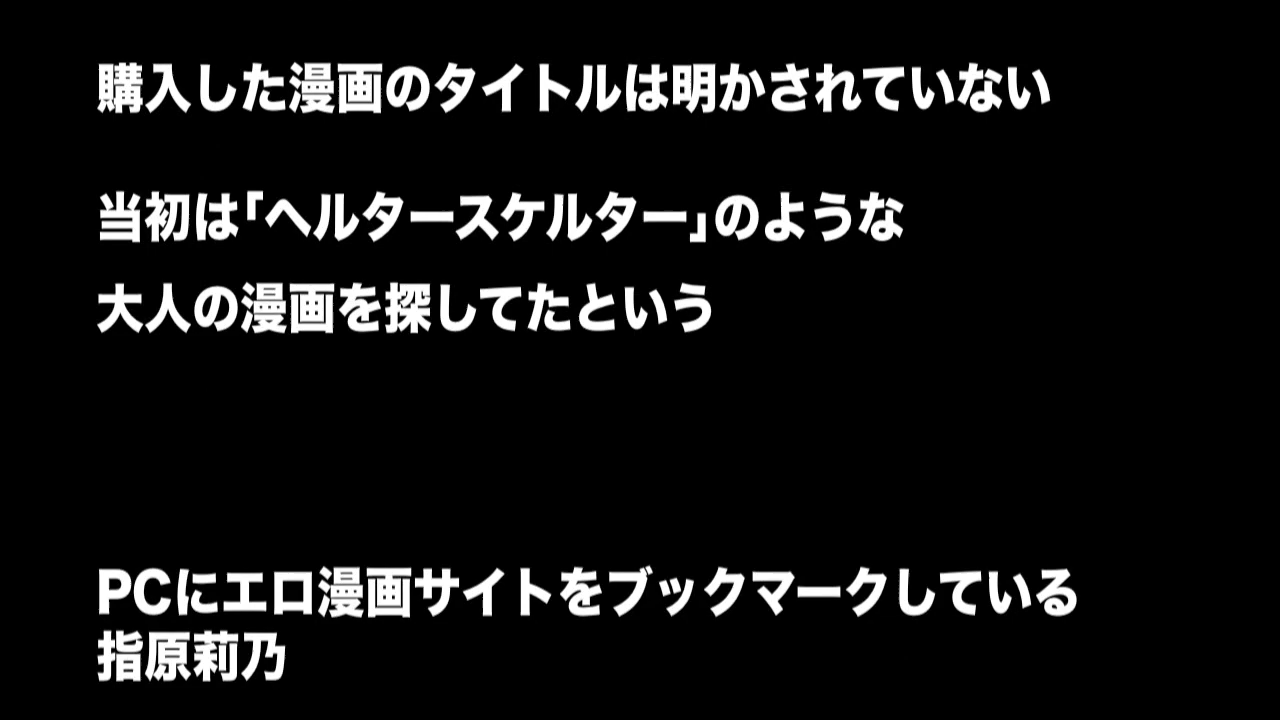 購入した漫画のタイトルは明かされていない
当初は「ヘルタースケルター」のような
大人の漫画を探してたという
PCにエロ漫画サイトをブックマークしている
指原莉乃